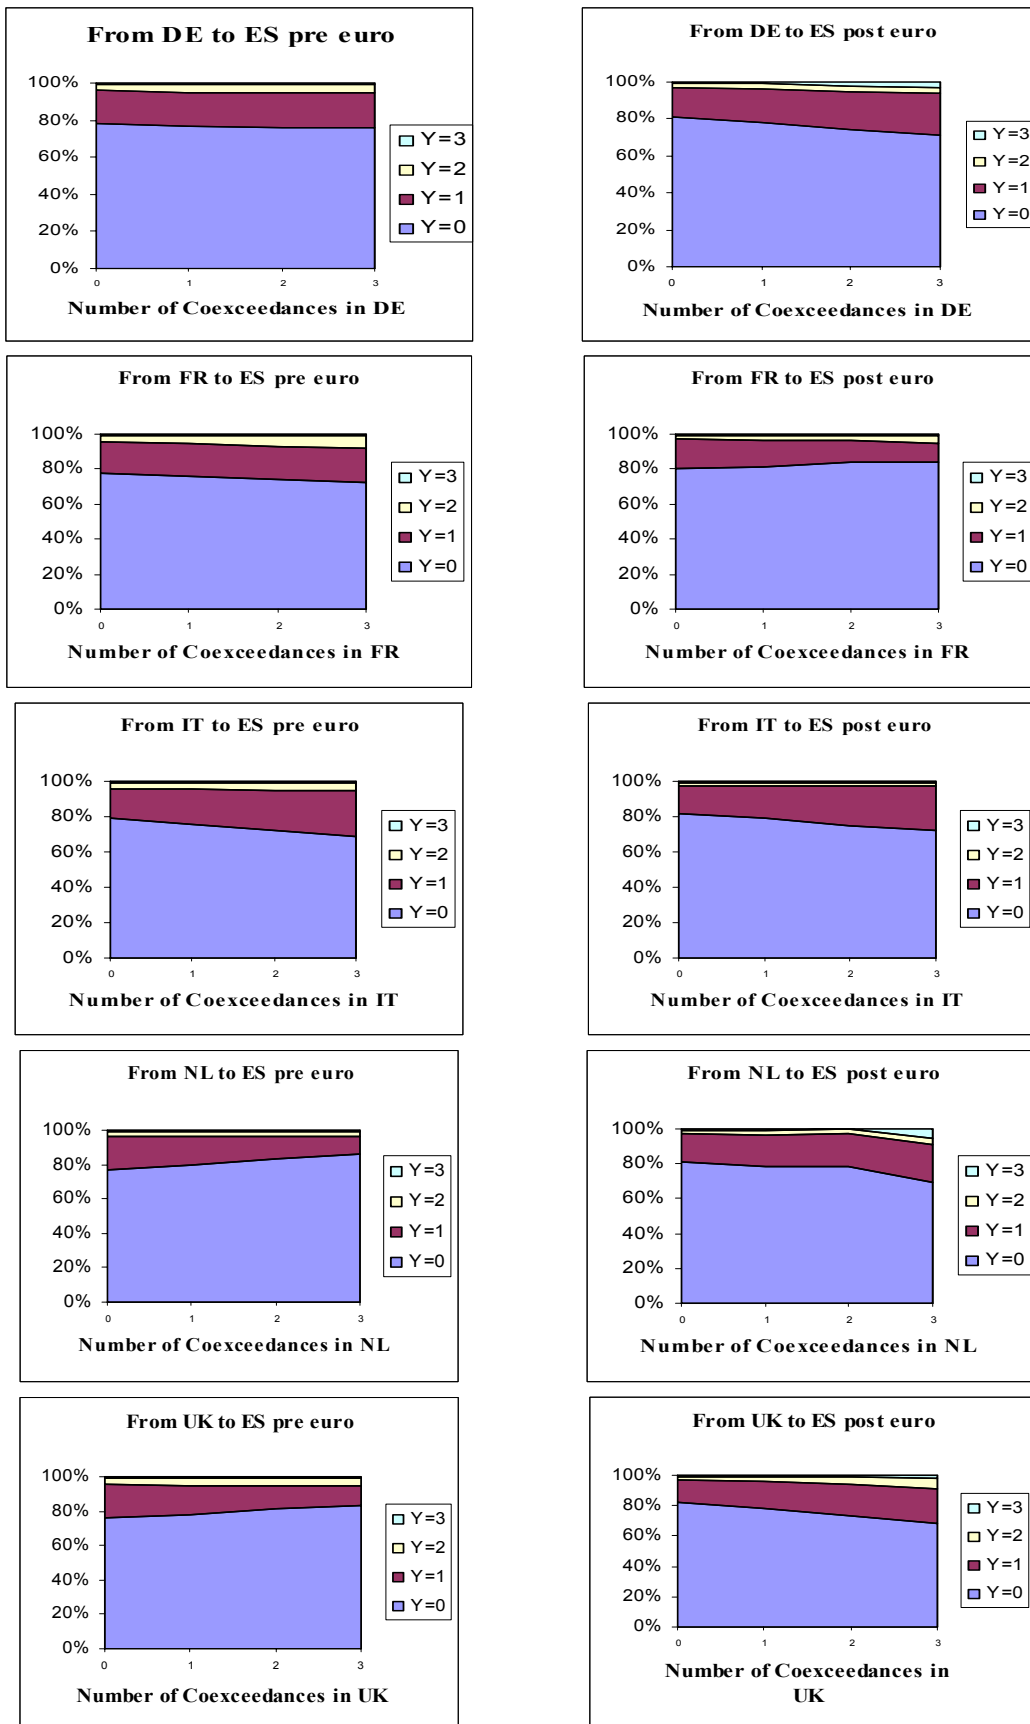 From DE to ES pre euro
100%
80%
60%
40%
20%
0%
0 1 2 3
Number of Coexceedances in DE
Y=3
Y=2
Y=1
Y=0
From DE to ES post euro
100%
80%
60%
40%
20%
0%
0 1 2 3
Number of Coexceedances in DE
Y=3
Y=2
Y=1
Y=0
From FR to ES pre euro
100%
80%
60%
40%
20%
0%
0 1 2 3
Number of Coexceedances in FR
Y=3
Y=2
Y=1
Y=0
From FR to ES post euro
100%
80%
60%
40%
20%
0%
0 1 2 3
Number of Coexceedances in FR
Y=3
Y=2
Y=1
Y=0
From IT to ES pre euro
100%
80%
60%
40%
20%
0%
0 1 2 3
Number of Coexceedances in IT
Y=3
Y=2
Y=1
Y=0
From IT to ES post euro
100%
80%
60%
40%
20%
0%
0 1 2 3
Number of Coexceedances in IT
Y=3
Y=2
Y=1
Y=0
From NL to ES pre euro
100%
80%
60%
40%
20%
0%
0 1 2 3
Number of Coexceedances in NL
Y=3
Y=2
Y=1
Y=0
From NL to ES post euro
100%
80%
60%
40%
20%
0%
0 1 2 3
Number of Coexceedances in NL
Y=3
Y=2
Y=1
Y=0
From UK to ES pre euro
100%
80%
60%
40%
20%
0%
0 1 2 3
Number of Coexceedances in UK
Y=3
Y=2
Y=1
Y=0
From UK to ES post euro
100%
80%
60%
40%
20%
0%
0 1 2 3
Number of Coexceedances in
UK
Y=3
Y=2
Y=1
Y=0